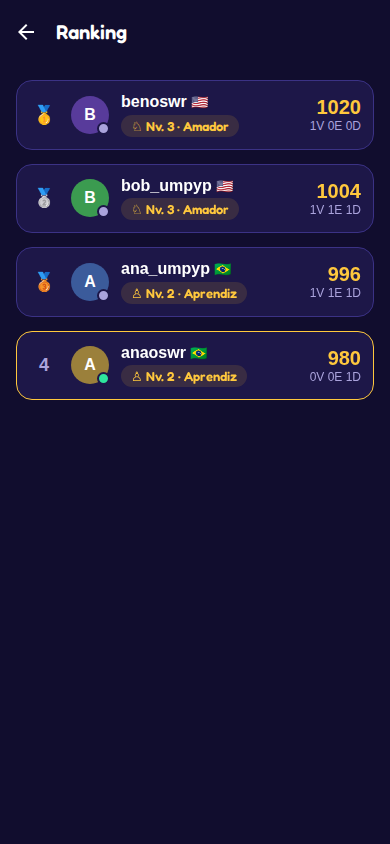 Ranking
🥇 B benoswr 🇺🇸 1020
♘ Nv. 3 · Amador 1V 0E 0D
🥈 B bob_umpyp 🇺🇸 1004
♘ Nv. 3 · Amador 1V 1E 1D
🥉 A ana_umpyp 🇧🇷 996
♙ Nv. 2 · Aprendiz 1V 1E 1D
4 A anaoswr 🇧🇷 980
♙ Nv. 2 · Aprendiz 0V 0E 1D